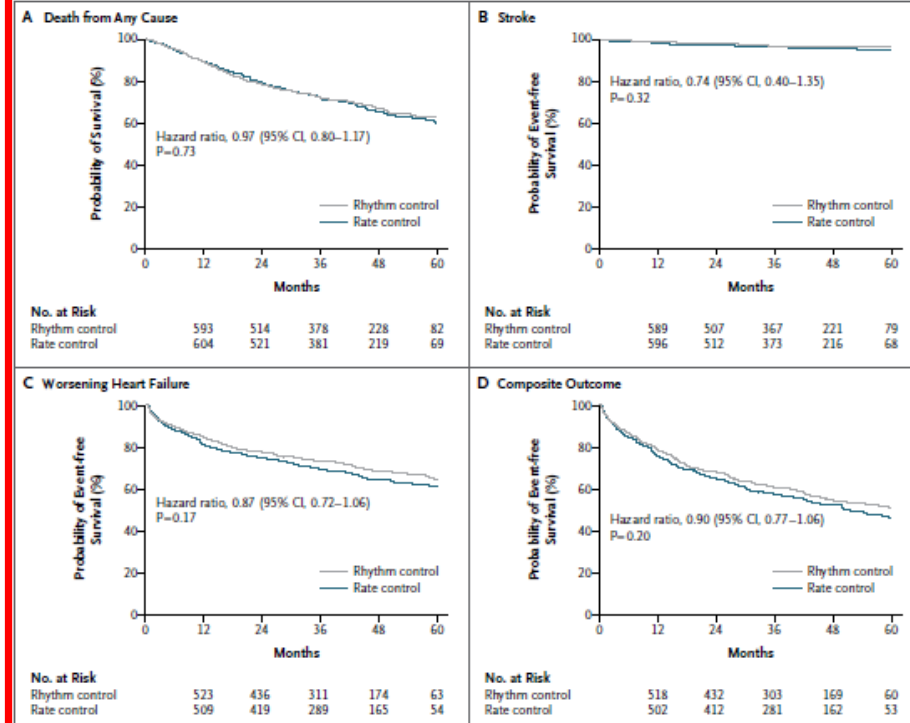 A Death from Any Cause
Probability of Survival (%)
100
80
60
40
20
0
Hazard ratio, 0.97 (95% CI, 0.80–1.17)
P=0.73
Rhythm control
Rate control
0 12 24 36 48 60
Months
No. at Risk
Rhythm control 593 514 378 228 82
Rate control 604 521 381 219 69
B Stroke
Probability of Event-free
Survival (%)
100
80
60
40
20
0
Hazard ratio, 0.74 (95% CI, 0.40–1.35)
P=0.32
Rhythm control
Rate control
0 12 24 36 48 60
Months
No. at Risk
Rhythm control 589 507 367 221 79
Rate control 596 512 373 216 68
C Worsening Heart Failure
Probability of Event-free
Survival (%)
100
80
60
40
20
0
Hazard ratio, 0.87 (95% CI, 0.72–1.06)
P=0.17
Rhythm control
Rate control
0 12 24 36 48 60
Months
No. at Risk
Rhythm control 523 436 311 174 63
Rate control 509 419 289 165 54
D Composite Outcome
Probability of Event-free
Survival (%)
100
80
60
40
20
0
Hazard ratio, 0.90 (95% CI, 0.77–1.06)
P=0.20
Rhythm control
Rate control
0 12 24 36 48 60
Months
No. at Risk
Rhythm control 518 432 303 169 60
Rate control 502 412 281 162 53